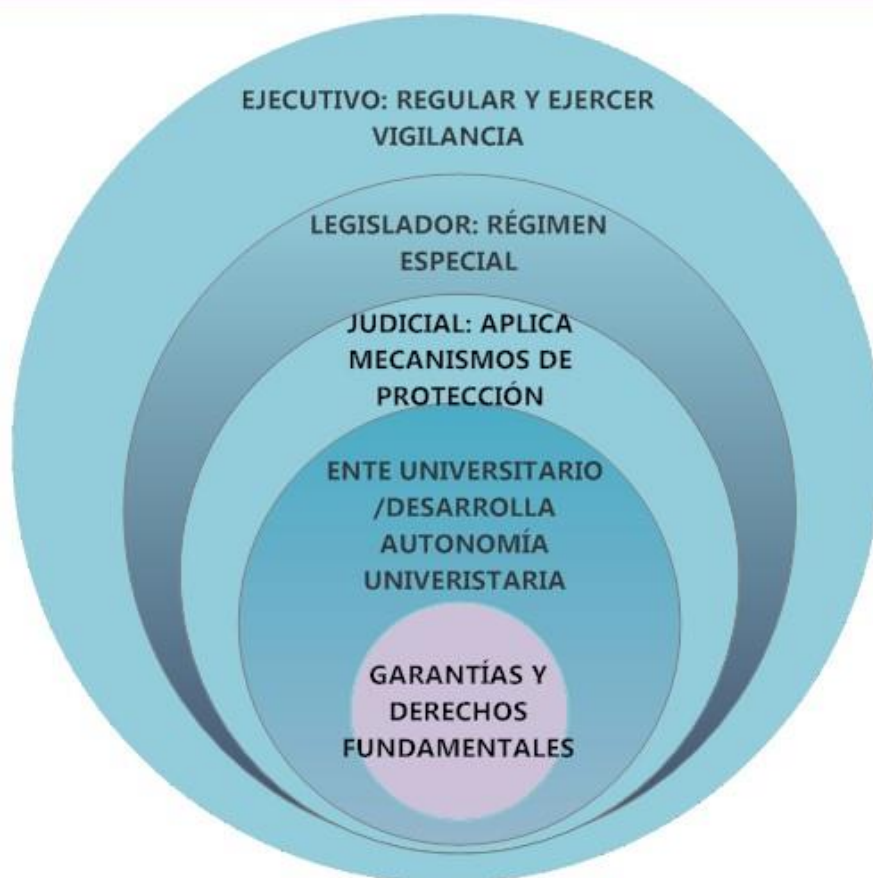 EJECUTIVO: REGULAR Y EJERCER
VIGILANCIA
LEGISLADOR: RÉGIMEN
ESPECIAL
JUDICIAL: APLICA
MECANISMOS DE
PROTECCIÓN
ENTE UNIVERSITARIO
/DESARROLLA
AUTONOMÍA
UNIVERISTARIA
GARANTÍAS Y
DERECHOS
FUNDAMENTALES